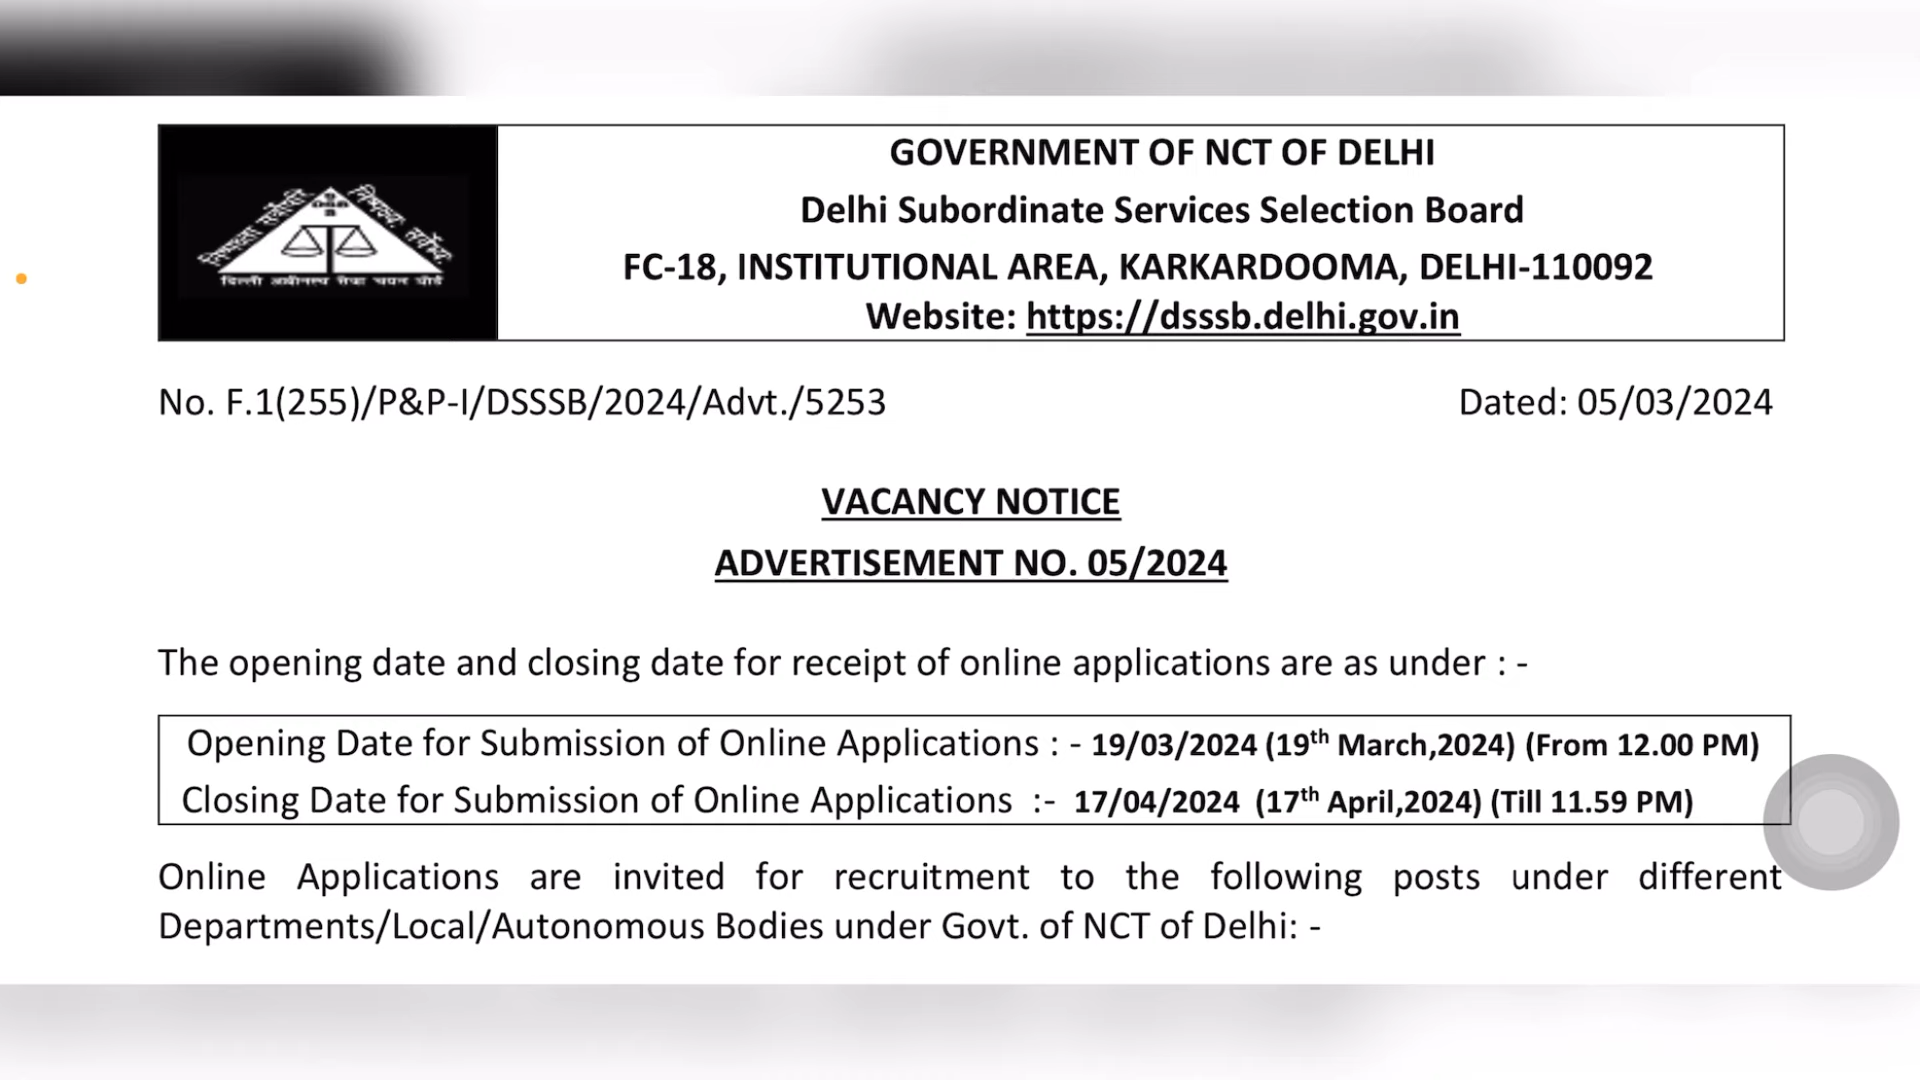 GOVERNMENT OF NCT OF DELHI
Delhi Subordinate Services Selection Board
FC-18, INSTITUTIONAL AREA, KARKARDOOMA, DELHI-110092
Website: https://dsssb.delhi.gov.in
दिल्ली अधीनस्थ सेवा चयन बोर्ड
No. F.1(255)/P&P-I/DSSSB/2024/Advt./5253 Dated: 05/03/2024
VACANCY NOTICE
ADVERTISEMENT NO. 05/2024
The opening date and closing date for receipt of online applications are as under : -
Opening Date for Submission of Online Applications : - 19/03/2024 (19th March,2024) (From 12.00 PM)
Closing Date for Submission of Online Applications :- 17/04/2024 (17th April,2024) (Till 11.59 PM)
Online Applications are invited for recruitment to the following posts under different
Departments/Local/Autonomous Bodies under Govt. of NCT of Delhi: -